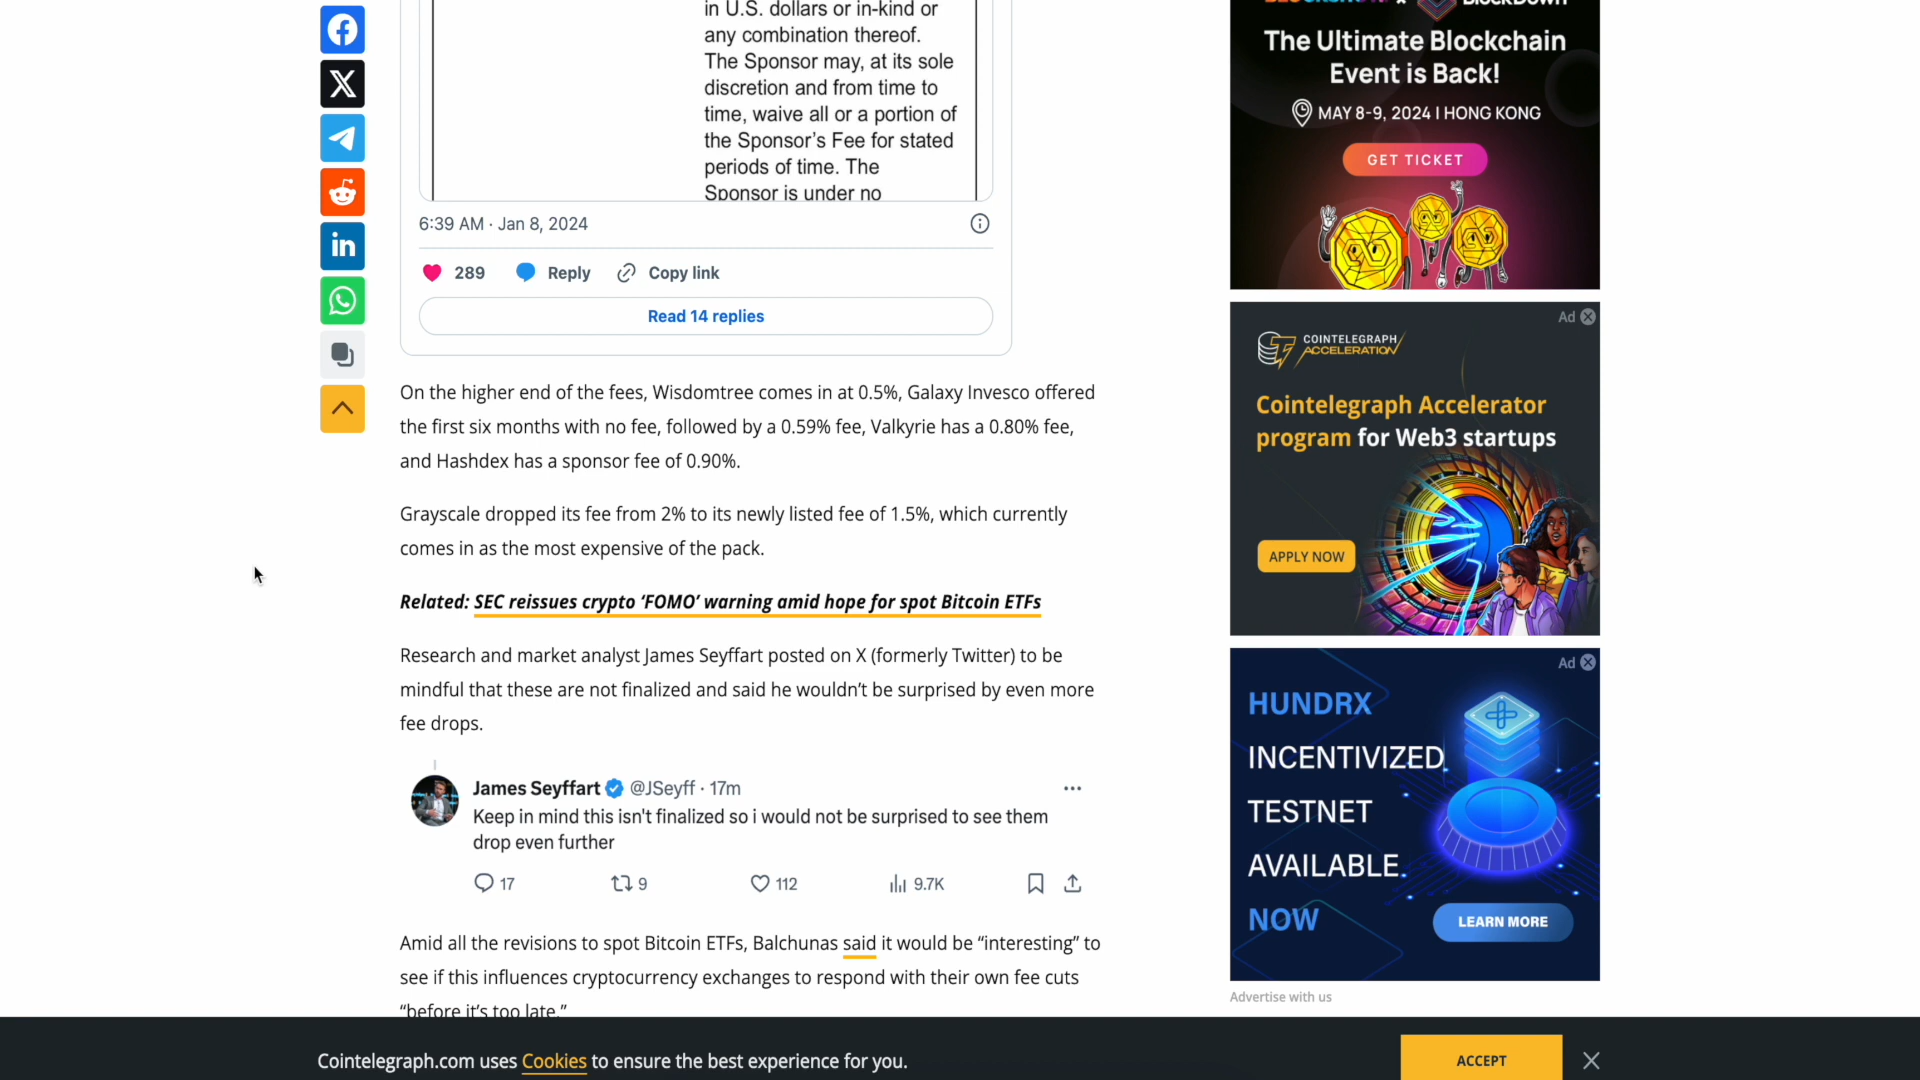 in U.S. dollars or in-kind or
any combination thereof.
The Sponsor may, at its sole
discretion and from time to
time, waive all or a portion of
the Sponsor's Fee for stated
periods of time. The
Sponsor is under no
6:39 AM · Jan 8, 2024
289 Reply Copy link
Read 14 replies
On the higher end of the fees, Wisdomtree comes in at 0.5%, Galaxy Invesco offered
the first six months with no fee, followed by a 0.59% fee, Valkyrie has a 0.80% fee,
and Hashdex has a sponsor fee of 0.90%.
Grayscale dropped its fee from 2% to its newly listed fee of 1.5%, which currently
comes in as the most expensive of the pack.
Related: SEC reissues crypto ‘FOMO’ warning amid hope for spot Bitcoin ETFs
Research and market analyst James Seyffart posted on X (formerly Twitter) to be
mindful that these are not finalized and said he wouldn’t be surprised by even more
fee drops.
James Seyffart @JSeyff · 17m
Keep in mind this isn't finalized so i would not be surprised to see them
drop even further
17 9 112 9.7K
Amid all the revisions to spot Bitcoin ETFs, Balchunas said it would be “interesting” to
see if this influences cryptocurrency exchanges to respond with their own fee cuts
“before it’s too late.”
The Ultimate Blockchain
Event is Back!
MAY 8-9, 2024 | HONG KONG
GET TICKET
Ad
COINTELEGRAPH
ACCELERATION
Cointelegraph Accelerator
program for Web3 startups
APPLY NOW
Ad
HUNDRX
INCENTIVIZED
TESTNET
AVAILABLE
NOW
LEARN MORE
Advertise with us
Cointelegraph.com uses Cookies to ensure the best experience for you.
ACCEPT